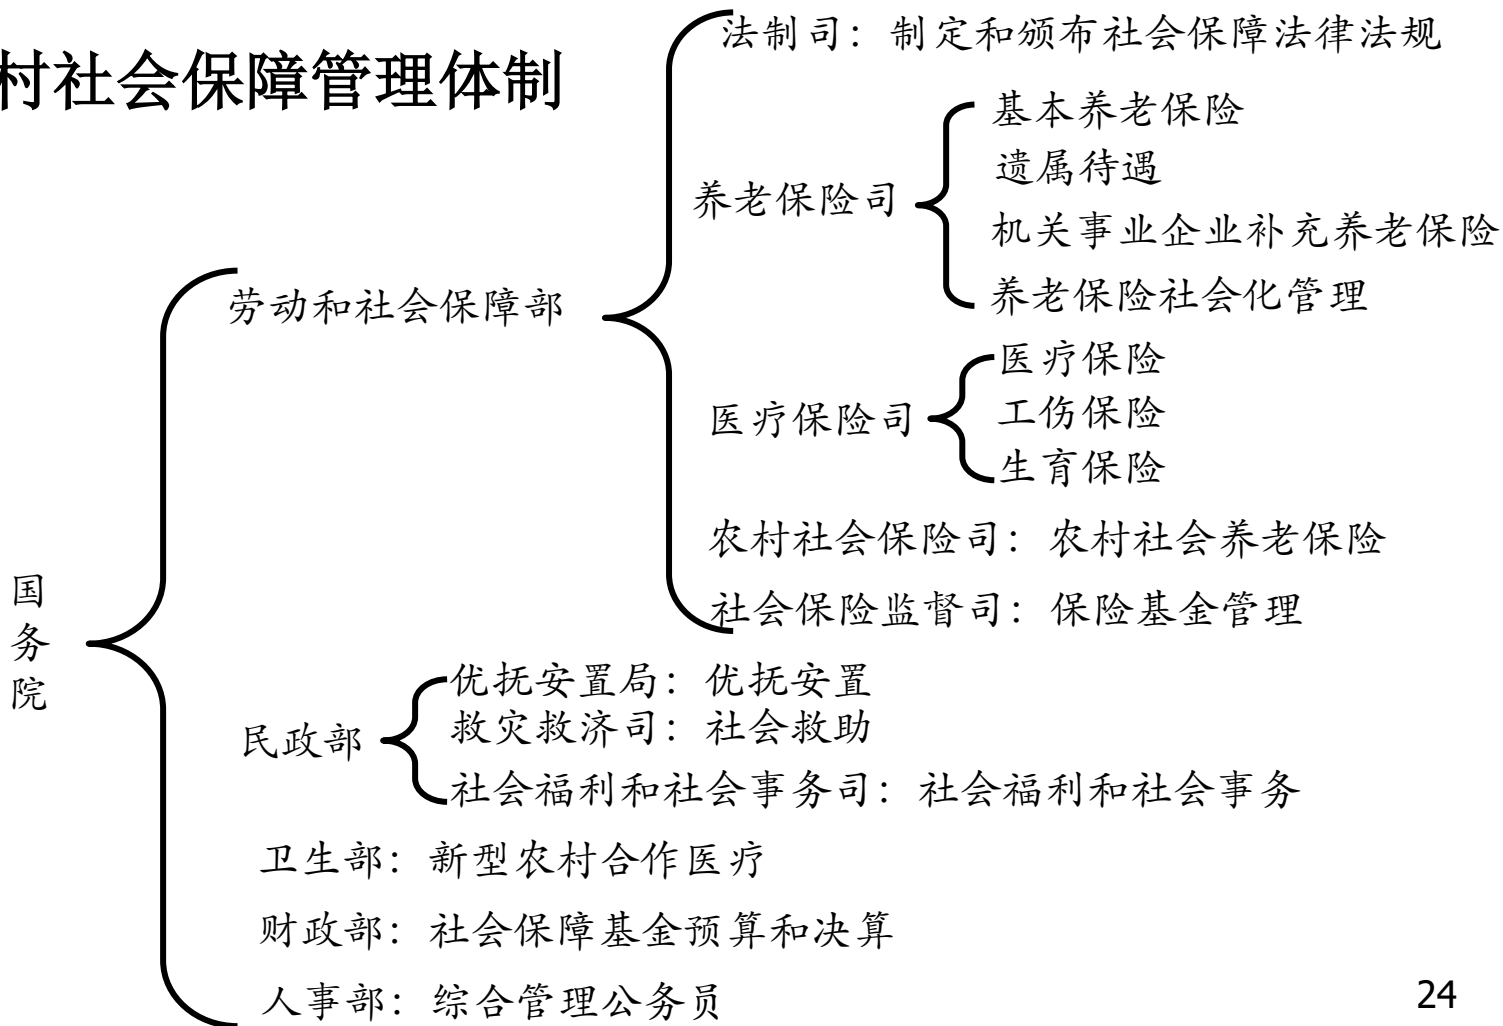 村社会保障管理体制
法制司：制定和颁布社会保障法律法规
基本养老保险
遗属待遇
养老保险司
机关事业企业补充养老保险
养老保险社会化管理
劳动和社会保障部
医疗保险
医疗保险司
工伤保险
生育保险
农村社会保险司：农村社会养老保险
社会保险监督司：保险基金管理
国
务
院
优抚安置局：优抚安置
民政部
救灾救济司：社会救助
社会福利和社会事务司：社会福利和社会事务
卫生部：新型农村合作医疗
财政部：社会保障基金预算和决算
人事部：综合管理公务员
24